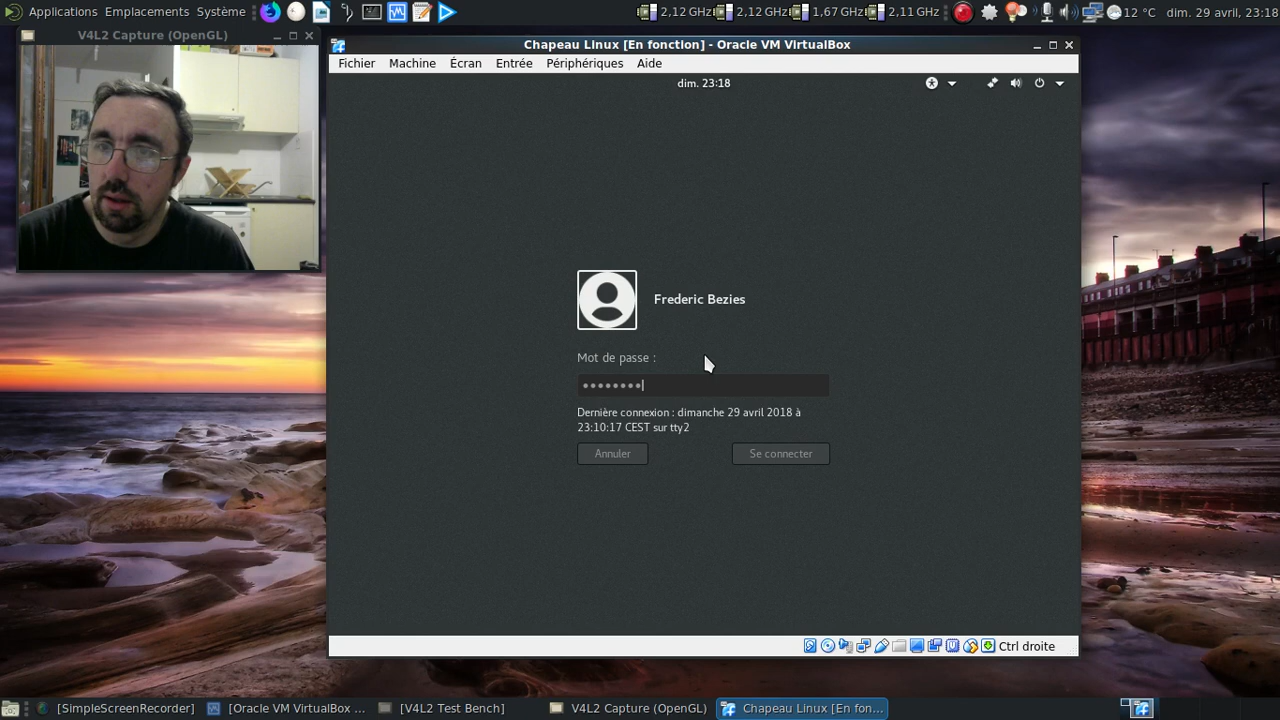 Applications Emplacements Système
2,12 GHz 2,12 GHz 1,67 GHz 2,11 GHz 12 °C dim. 29 avril, 23:18
V4L2 Capture (OpenGL)
Chapeau Linux [En fonction] - Oracle VM VirtualBox
Fichier Machine Écran Entrée Périphériques Aide
dim. 23:18
Frederic Bezies
Mot de passe :
Dernière connexion : dimanche 29 avril 2018 à
23:10:17 CEST sur tty2
Annuler Se connecter
Ctrl droite
[SimpleScreenRecorder] [Oracle VM VirtualBox ... [V4L2 Test Bench] V4L2 Capture (OpenGL) Chapeau Linux [En fon...